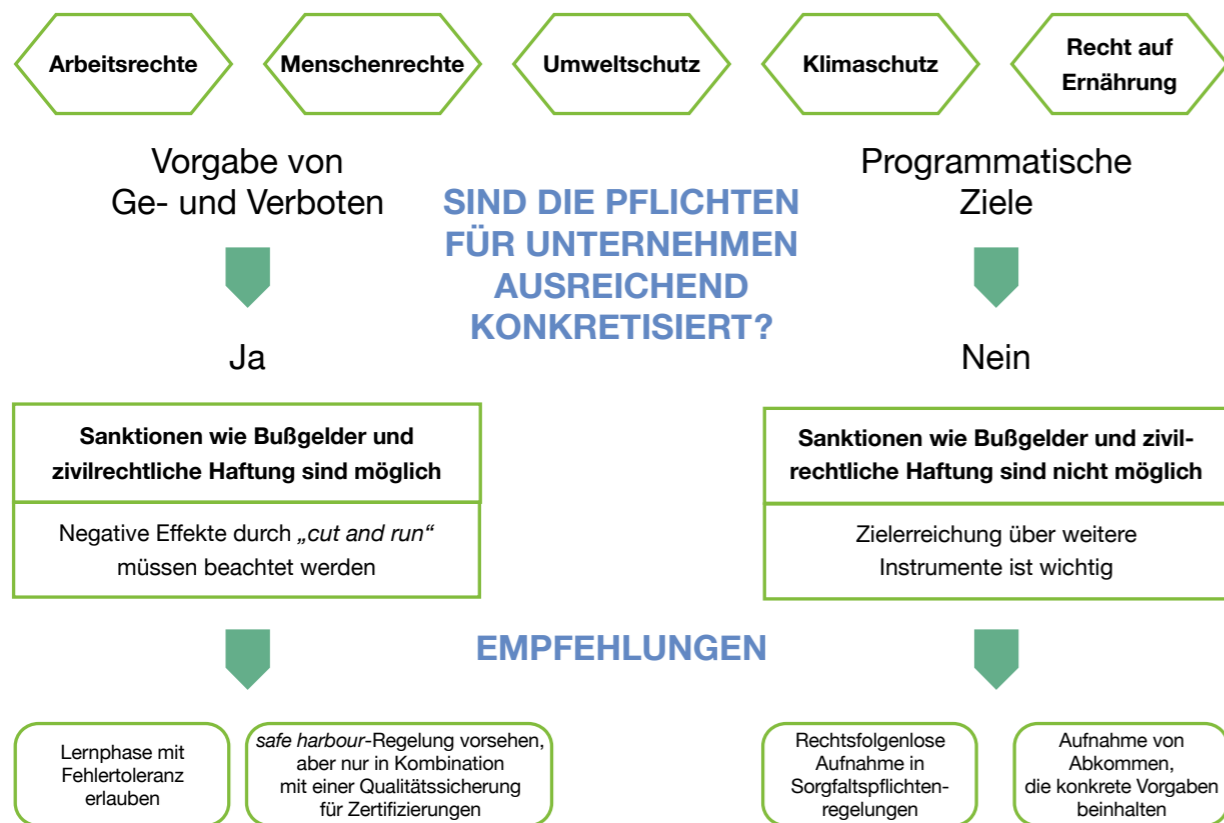 Arbeitsrechte
Menschenrechte
Umweltschutz
Klimaschutz
Recht auf
Ernährung
Vorgabe von
Ge- und Verboten
SIND DIE PFLICHTEN
FÜR UNTERNEHMEN
AUSREICHEND
KONKRETISIERT?
Programmatische
Ziele
Ja
Nein
Sanktionen wie Bußgelder und
zivilrechtliche Haftung sind möglich
Negative Effekte durch „cut and run“
müssen beachtet werden
Sanktionen wie Bußgelder und zivil-
rechtliche Haftung sind nicht möglich
Zielerreichung über weitere
Instrumente ist wichtig
EMPFEHLUNGEN
Lernphase mit
Fehlertoleranz
erlauben
safe harbour-Regelung vorsehen,
aber nur in Kombination
mit einer Qualitätssicherung
für Zertifizierungen
Rechtsfolgenlose
Aufnahme in
Sorgfaltspflichten-
regelungen
Aufnahme von
Abkommen,
die konkrete Vorgaben
beinhalten